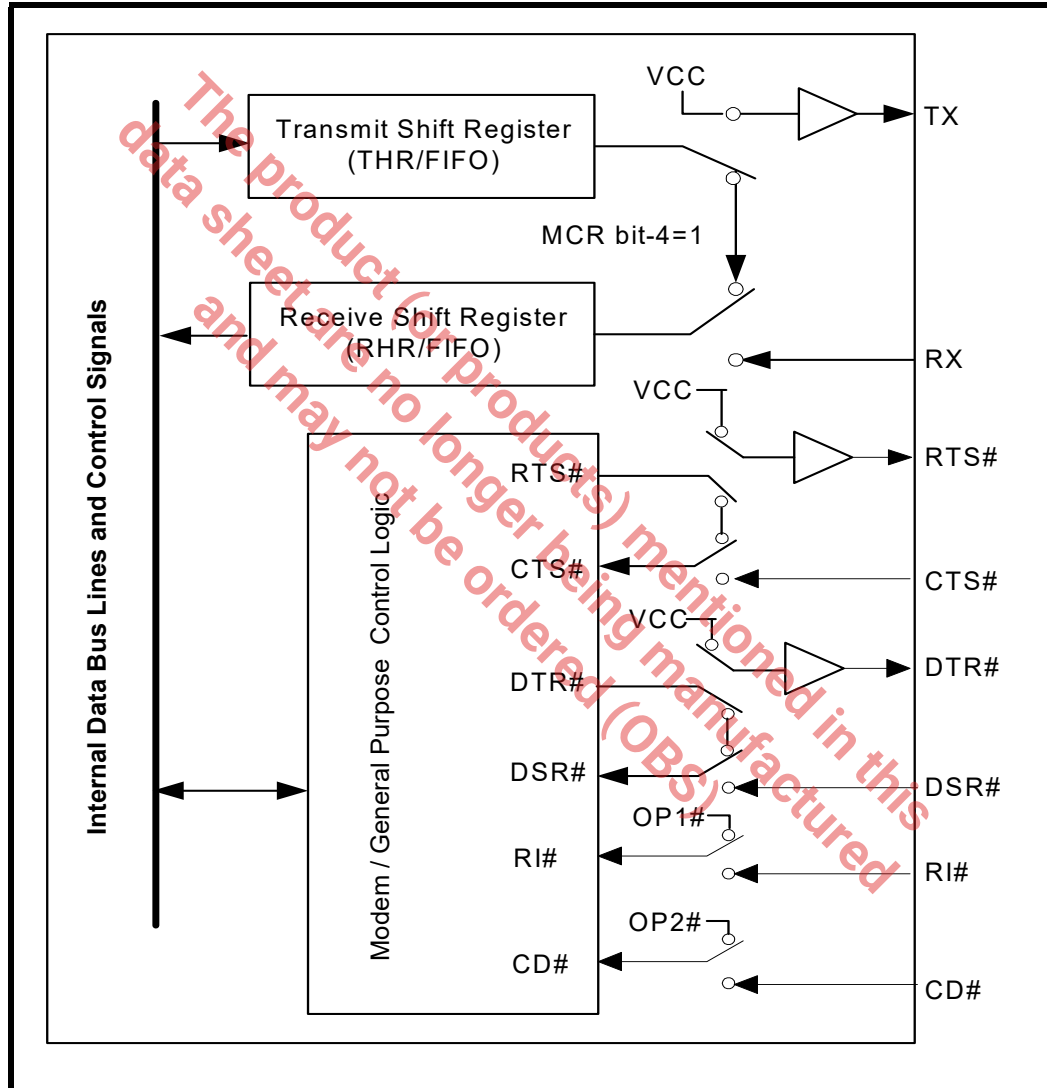 VCC
TX
Transmit Shift Register
(THR/FIFO)
MCR bit-4=1
Receive Shift Register
(RHR/FIFO)
RX
VCC
RTS#
RTS#
CTS#
CTS#
VCC
DTR#
DTR#
DSR#
DSR#
OP1#
RI#
RI#
OP2#
CD#
CD#
Internal Data Bus Lines and Control Signals
Modem / General Purpose Control Logic
The product (or products) mentioned in this
data sheet are no longer being manufactured
and may not be ordered (OBS)